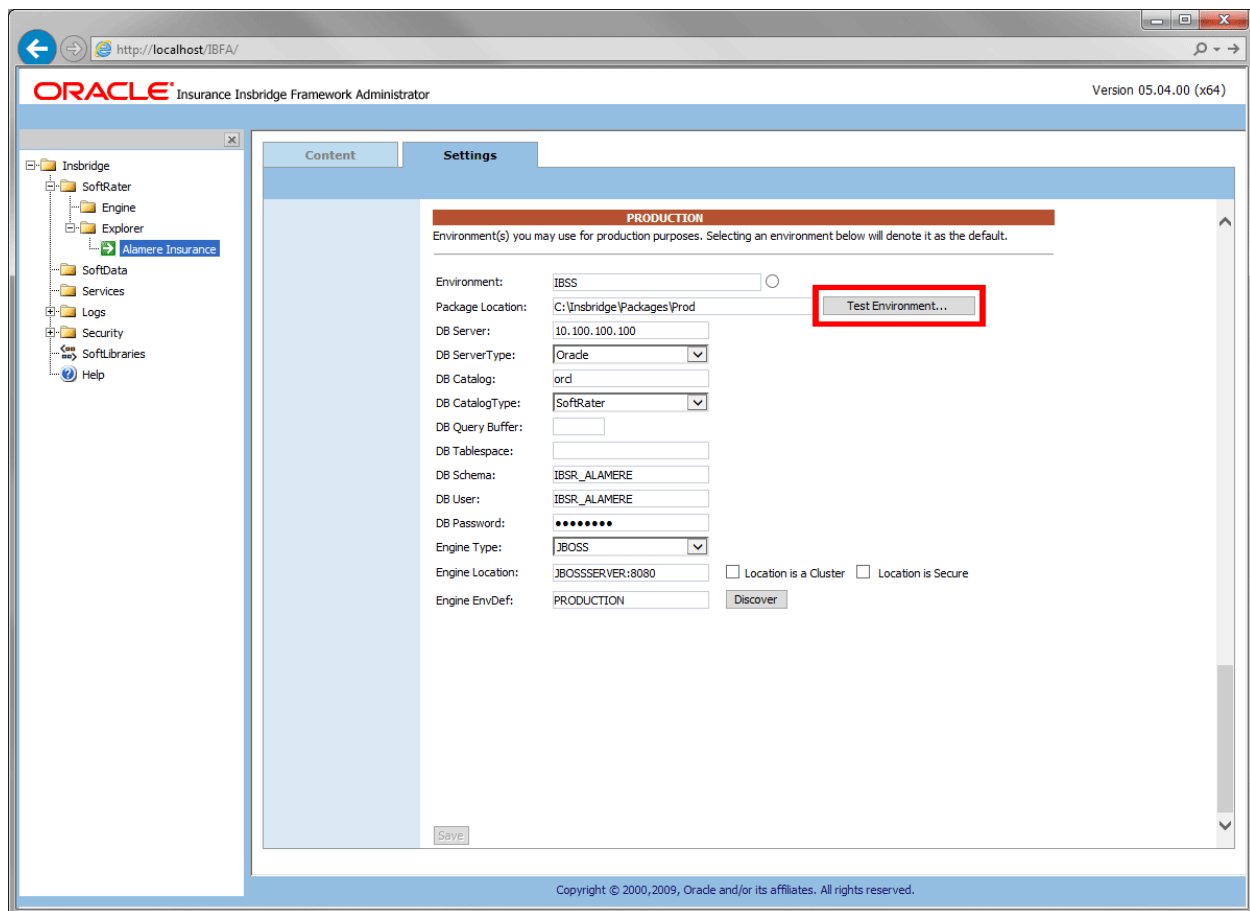 http://localhost/IBFA/
ORACLE Insurance Insbridge Framework Administrator
Version 05.04.00 (x64)
Insbridge
SoftRater
Engine
Explorer
Alamere Insurance
SoftData
Services
Logs
Security
SoftLibraries
Help
Content
Settings
PRODUCTION
Environment(s) you may use for production purposes. Selecting an environment below will denote it as the default.
Environment: IBSS
Package Location: C:\Insbridge\Packages\Prod Test Environment...
DB Server: 10.100.100.100
DB ServerType: Oracle
DB Catalog: orcl
DB CatalogType: SoftRater
DB Query Buffer:
DB Tablespace:
DB Schema: IBSR_ALAMERE
DB User: IBSR_ALAMERE
DB Password: ••••••••
Engine Type: JBOSS
Engine Location: JBOSSSERVER:8080 Location is a Cluster Location is Secure
Engine EnvDef: PRODUCTION Discover
Save
Copyright © 2000,2009, Oracle and/or its affiliates. All rights reserved.